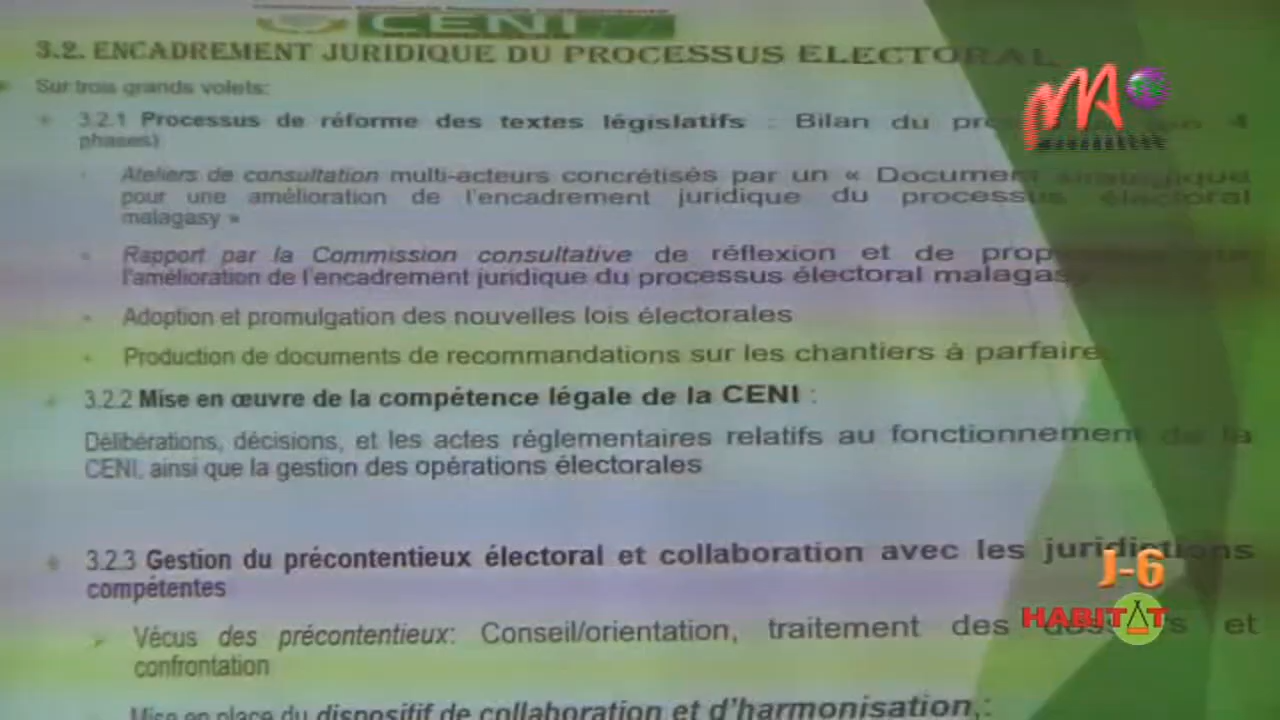 CENI
3.2. ENCADREMENT JURIDIQUE DU PROCESSUS ELECTORAL
Sur trois grands volets:
3.2.1 Processus de réforme des textes législatifs : Bilan du 4
phases)
Ateliers de consultation multi-acteurs concrétisés par un « Document
pour une amélioration de l'encadrement juridique du processus électoral
malagasy »
Rapport par la Commission consultative de réflexion et de
l'amélioration de l'encadrement juridique du processus électoral malagasy
Adoption et promulgation des nouvelles lois électorales
Production de documents de recommandations sur les chantiers à parfaire
3.2.2 Mise en œuvre de la compétence légale de la CENI :
Délibérations, décisions, et les actes réglementaires relatifs au fonctionnement de la
CENI, ainsi que la gestion des opérations électorales
3.2.3 Gestion du précontentieux électoral et collaboration avec les juridictions
compétentes
Vécus des précontentieux: Conseil/orientation, traitement des et
confrontation
Mise en place du dispositif de collaboration et d'harmonisation,:
MA
J-6
HABITAT